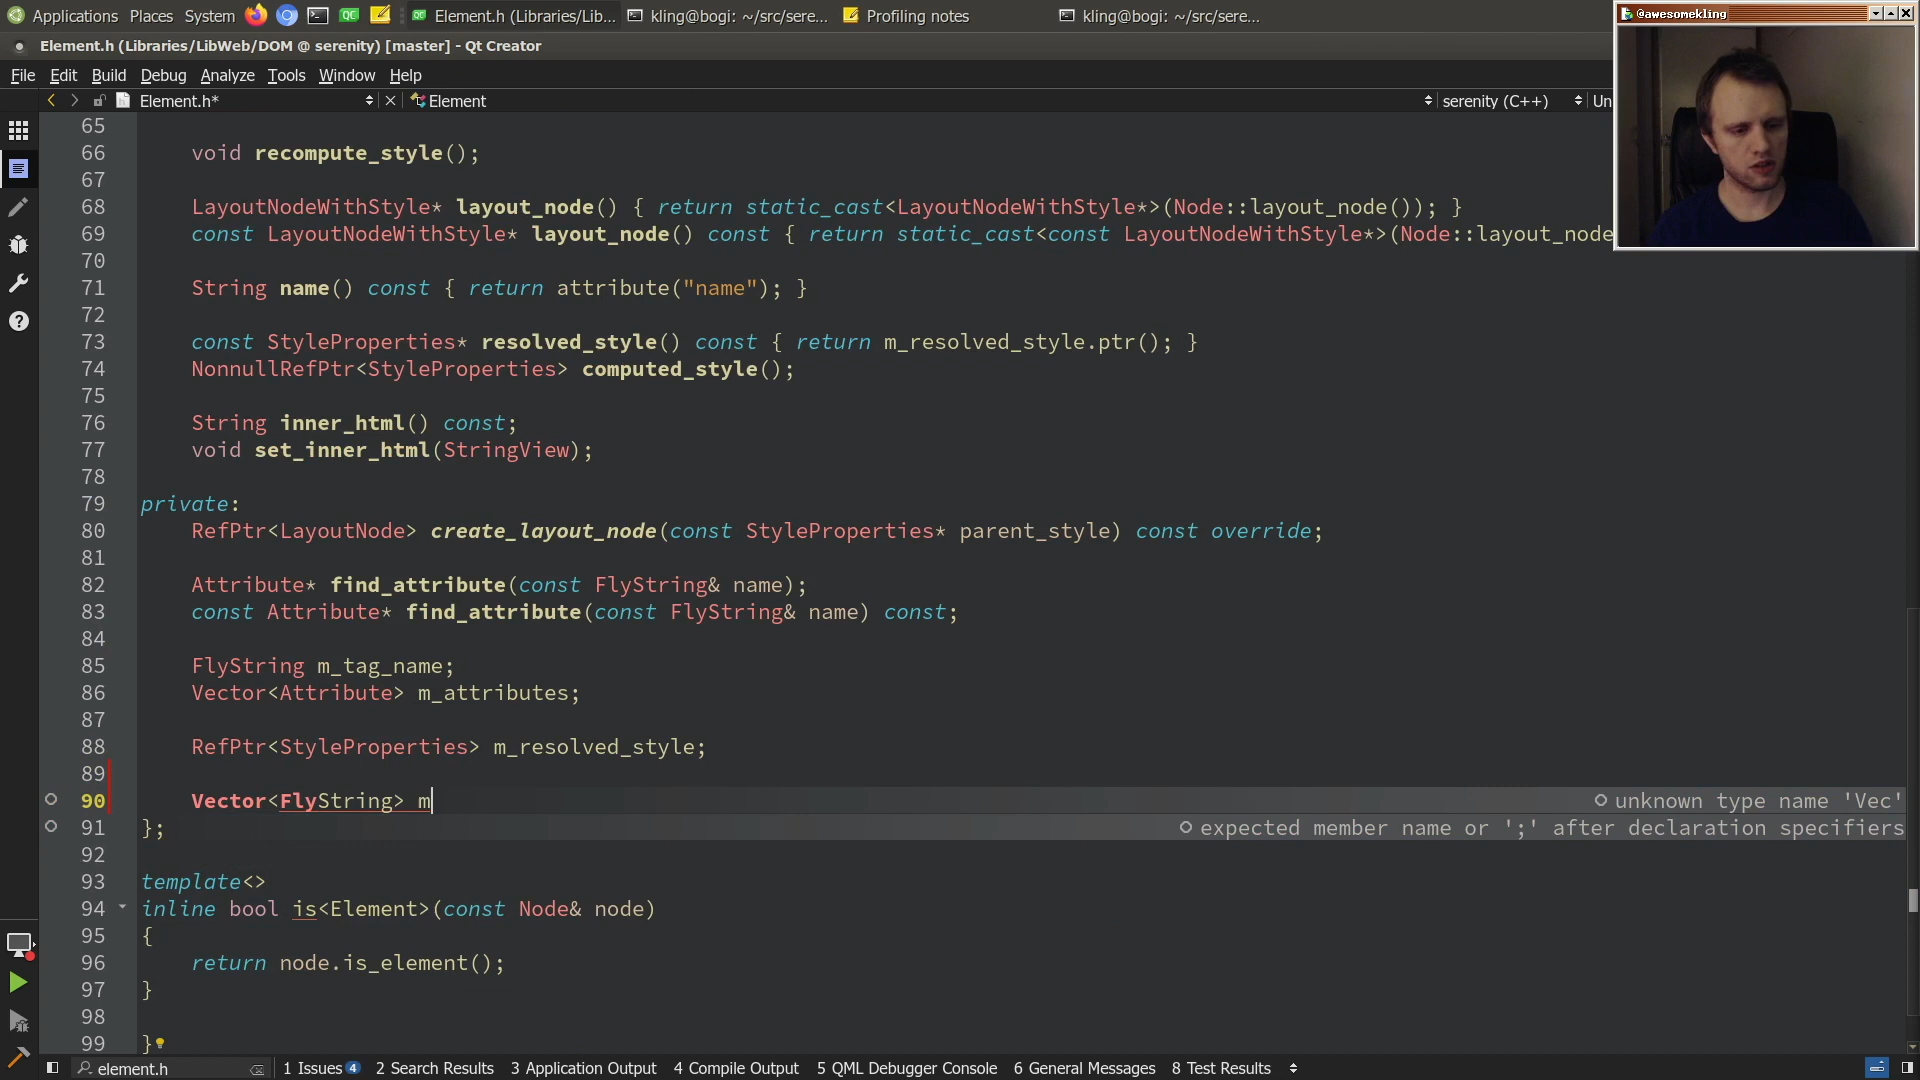 Applications Places System Element.h (Libraries/Lib... kling@bogi: ~/src/sere... Profiling notes kling@bogi: ~/src/sere...
@awesomekling
Element.h (Libraries/LibWeb/DOM @ serenity) [master] - Qt Creator
File Edit Build Debug Analyze Tools Window Help
Element.h* Element serenity (C++) Un
65
66 void recompute_style();
67
68 LayoutNodeWithStyle* layout_node() { return static_cast<LayoutNodeWithStyle*>(Node::layout_node()); }
69 const LayoutNodeWithStyle* layout_node() const { return static_cast<const LayoutNodeWithStyle*>(Node::layout_node
70
71 String name() const { return attribute("name"); }
72
73 const StyleProperties* resolved_style() const { return m_resolved_style.ptr(); }
74 NonnullRefPtr<StyleProperties> computed_style();
75
76 String inner_html() const;
77 void set_inner_html(StringView);
78
79 private:
80 RefPtr<LayoutNode> create_layout_node(const StyleProperties* parent_style) const override;
81
82 Attribute* find_attribute(const FlyString& name);
83 const Attribute* find_attribute(const FlyString& name) const;
84
85 FlyString m_tag_name;
86 Vector<Attribute> m_attributes;
87
88 RefPtr<StyleProperties> m_resolved_style;
89
90 Vector<FlyString> m unknown type name 'Vec'
91 }; expected member name or ';' after declaration specifiers
92
93 template<>
94 inline bool is<Element>(const Node& node)
95 {
96 return node.is_element();
97 }
98
99 }
element.h 1 Issues 4 2 Search Results 3 Application Output 4 Compile Output 5 QML Debugger Console 6 General Messages 8 Test Results